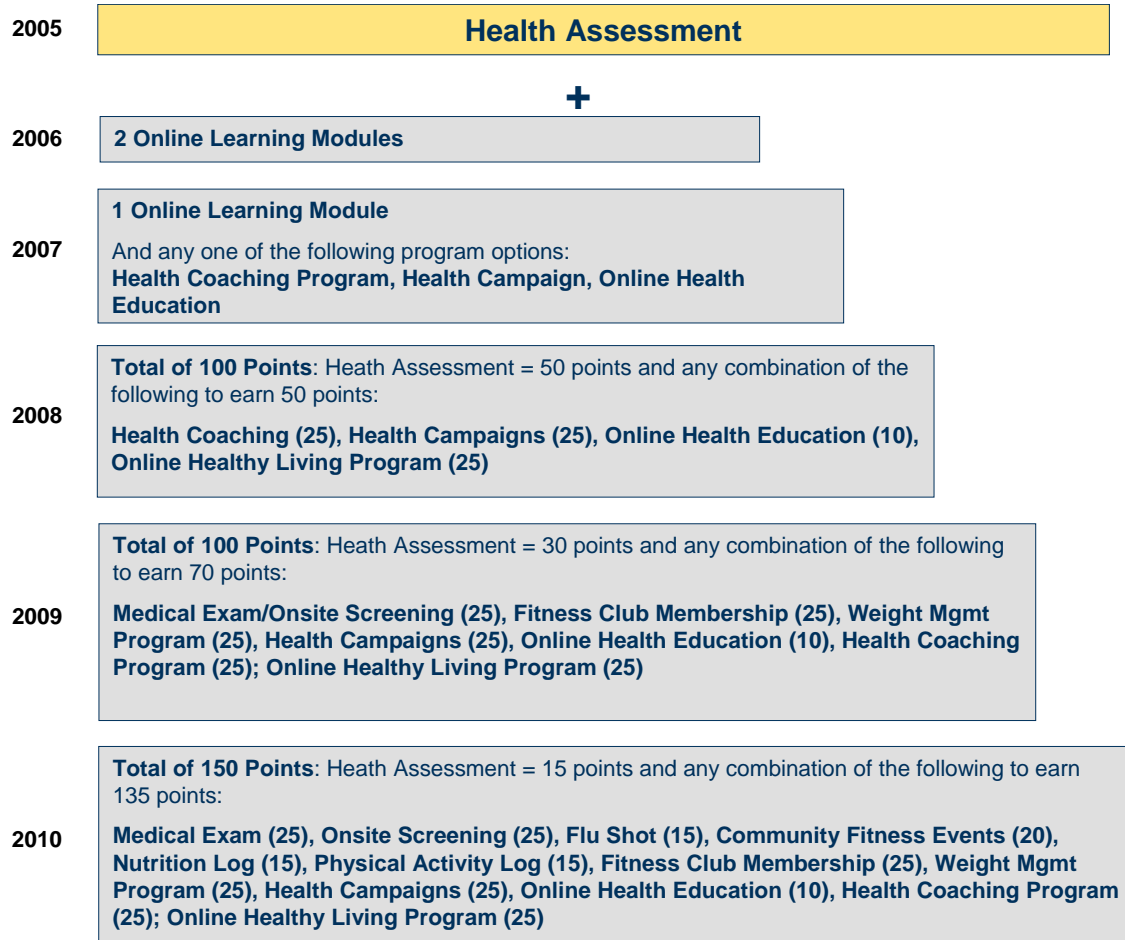 2005
Health Assessment
+
2006
2 Online Learning Modules
2007
1 Online Learning Module
And any one of the following program options:
Health Coaching Program, Health Campaign, Online Health
Education
2008
Total of 100 Points: Heath Assessment = 50 points and any combination of the
following to earn 50 points:
Health Coaching (25), Health Campaigns (25), Online Health Education (10),
Online Healthy Living Program (25)
2009
Total of 100 Points: Heath Assessment = 30 points and any combination of the following
to earn 70 points:
Medical Exam/Onsite Screening (25), Fitness Club Membership (25), Weight Mgmt
Program (25), Health Campaigns (25), Online Health Education (10), Health Coaching
Program (25); Online Healthy Living Program (25)
2010
Total of 150 Points: Heath Assessment = 15 points and any combination of the following to earn
135 points:
Medical Exam (25), Onsite Screening (25), Flu Shot (15), Community Fitness Events (20),
Nutrition Log (15), Physical Activity Log (15), Fitness Club Membership (25), Weight Mgmt
Program (25), Health Campaigns (25), Online Health Education (10), Health Coaching Program
(25); Online Healthy Living Program (25)